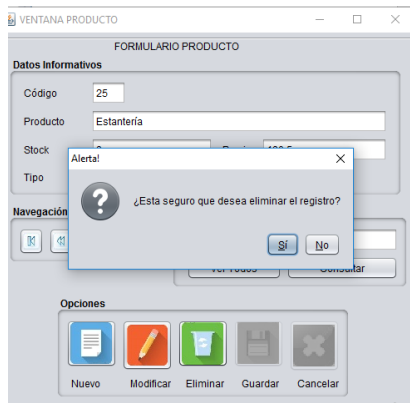 VENTANA PRODUCTO
FORMULARIO PRODUCTO
Datos Informativos
Código 25
Producto Estantería
Stock
Tipo
Alerta!
¿Esta seguro que desea eliminar el registro?
Sí No
Navegación
Ver Todos Consultar
Opciones
Nuevo Modificar Eliminar Guardar Cancelar